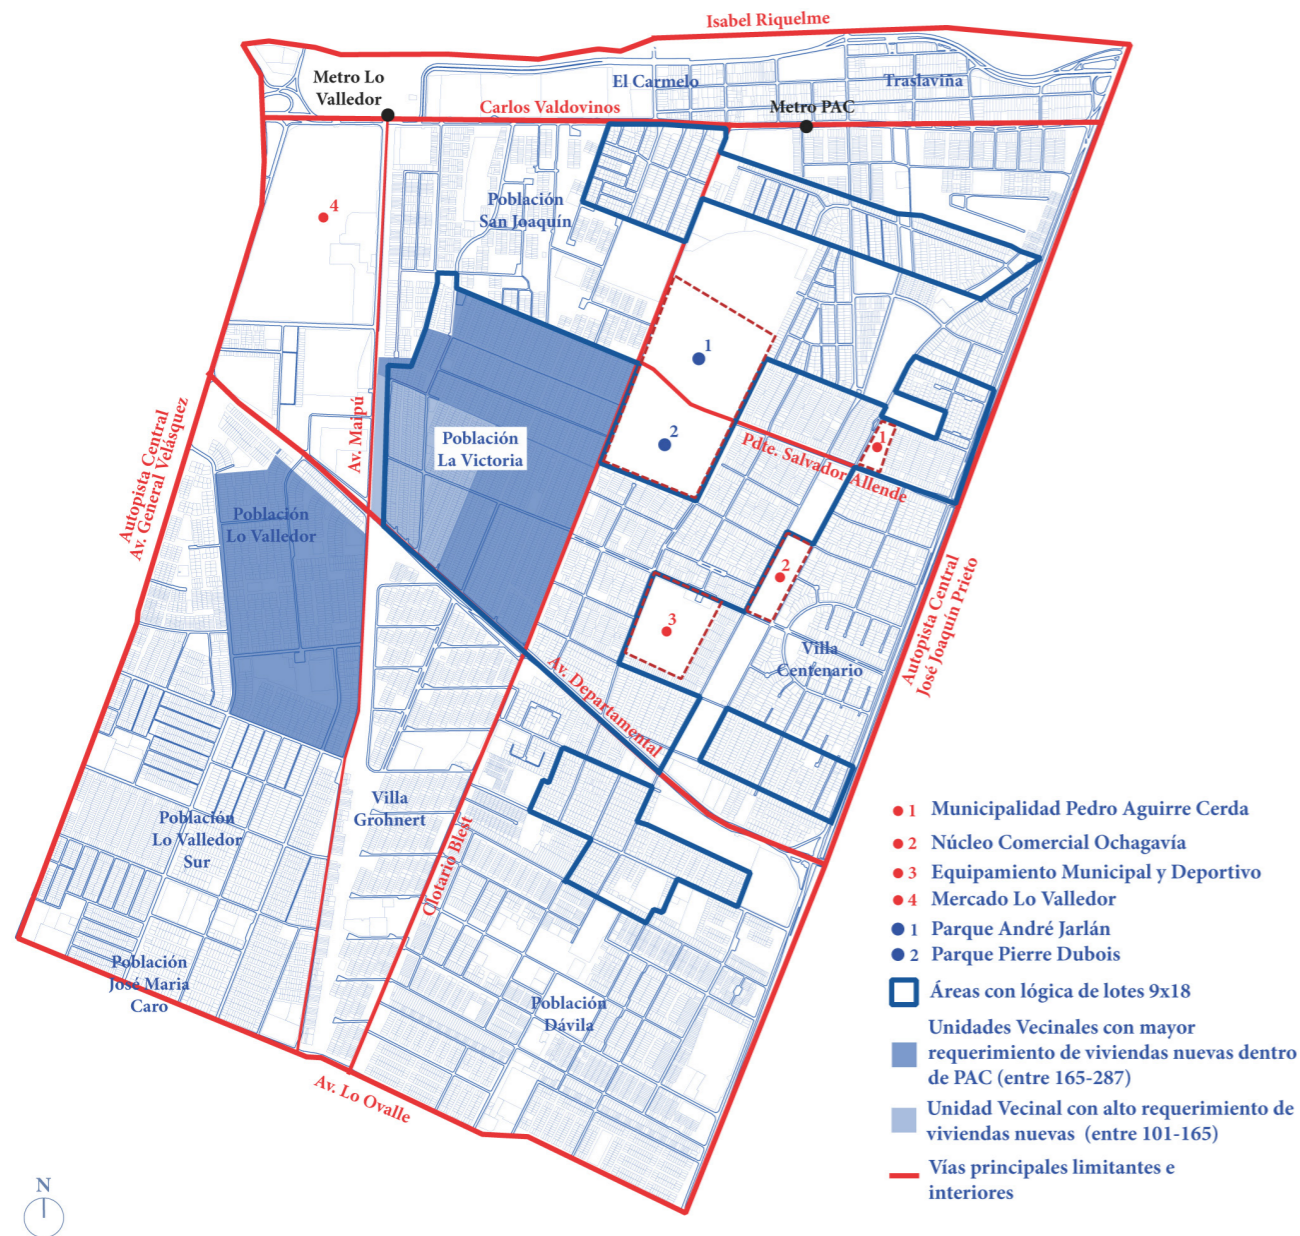 Isabel Riquelme
Metro Lo
Valledor
El Carmelo
Traslaviña
Carlos Valdovinos
Metro PAC
4
Población
San Joaquín
1
Autopista Central
Av. General Velásquez
Av. Maipú
Población
La Victoria
2
1
Pdte. Salvador Allende
Población
Lo Valledor
2
3
Autopista Central
José Joaquín Prieto
Villa
Centenario
Av. Departamental
Villa
Grohnert
Población
Lo Valledor
Sur
Clotario Blest
Población
José Maria
Caro
Población
Dávila
Av. Lo Ovalle
1 Municipalidad Pedro Aguirre Cerda
2 Núcleo Comercial Ochagavía
3 Equipamiento Municipal y Deportivo
4 Mercado Lo Valledor
1 Parque André Jarlán
2 Parque Pierre Dubois
Áreas con lógica de lotes 9x18
Unidades Vecinales con mayor
requerimiento de viviendas nuevas dentro
de PAC (entre 165-287)
Unidad Vecinal con alto requerimiento de
viviendas nuevas (entre 101-165)
Vías principales limitantes e
interiores
N